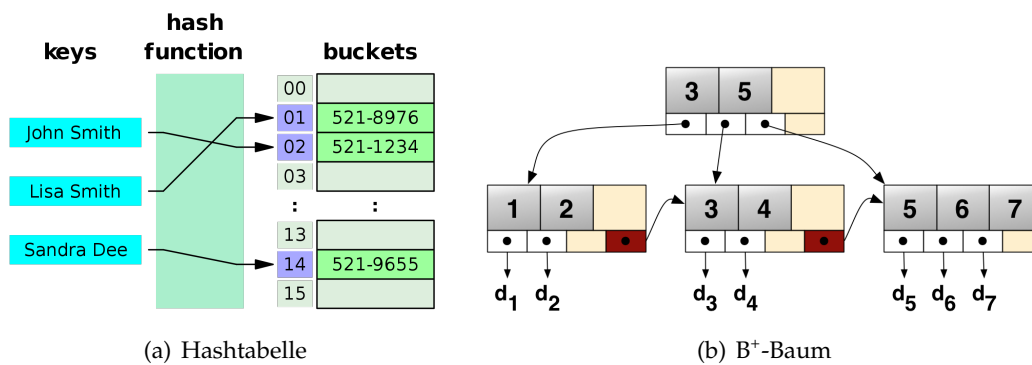 hash
keys function buckets
00
John Smith 01 521-8976
02 521-1234
Lisa Smith 03
: :
13
Sandra Dee 14 521-9655
15
(a) Hashtabelle
3 5
1 2 3 4 5 6 7
d1 d2 d3 d4 d5 d6 d7
(b) B+-Baum